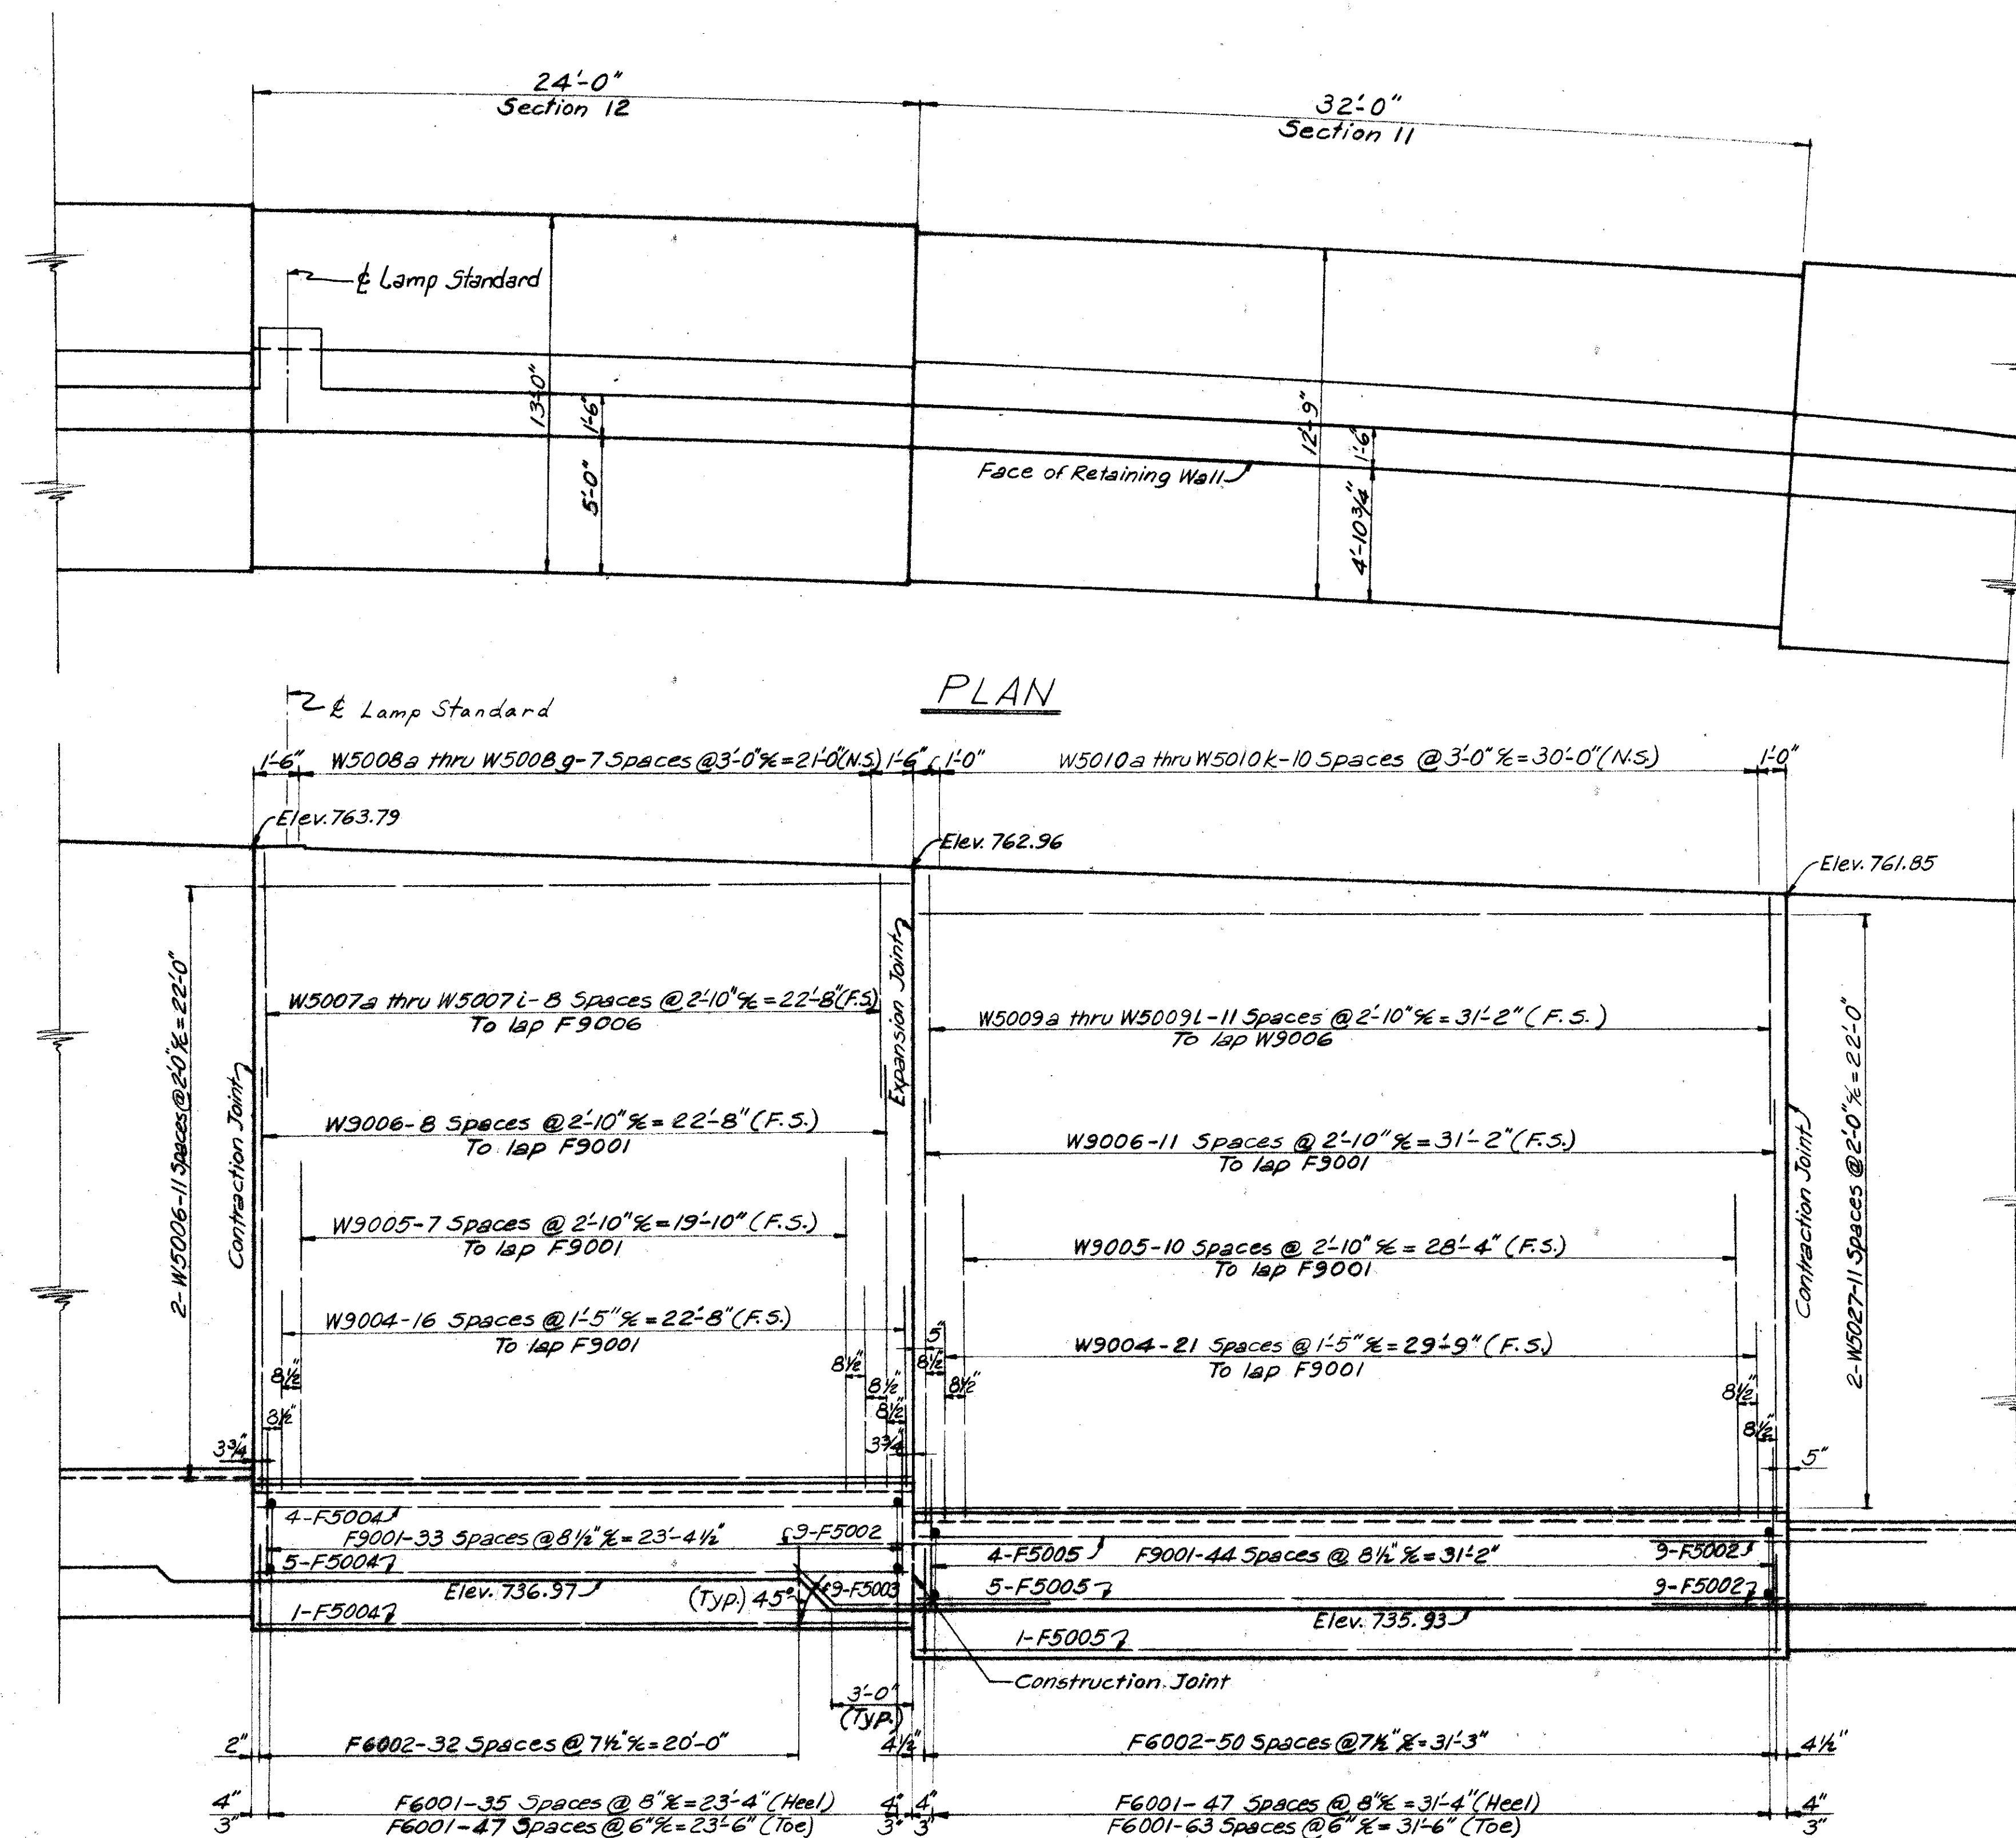 24'-0"
Section 12
32'-0"
Section 11
℄ Lamp Standard
13'-0"
1'-6"
5'-0"
12'-9"
1'-6"
4'-10 3/4"
Face of Retaining Wall
PLAN
℄ Lamp Standard
1'-6"
W5008a thru W5008g-7 Spaces @3'-0"%=21'-0"(N.S.)
1'-6"
1'-0"
W5010a thru W5010k-10 Spaces @ 3'-0"%=30'-0"(N.S.)
1'-0"
Elev. 763.79
Elev. 762.96
Elev. 761.85
2-W5006-11 Spaces @2'-0"%=22'-0"
Contraction Joint
Expansion Joint
Contraction Joint
2-W5027-11 Spaces @2'-0"%=22'-0"
W5007a thru W5007i-8 Spaces @2'-10"%=22'-8"(F.S.)
To lap F9006
W5009a thru W5009l-11 Spaces @2'-10"%=31'-2"(F.S.)
To lap W9006
W9006-8 Spaces @2'-10"%=22'-8"(F.S.)
To lap F9001
W9006-11 Spaces @ 2'-10"%=31'-2"(F.S.)
To lap F9001
W9005-7 Spaces @ 2'-10"%=19'-10"(F.S.)
To lap F9001
W9005-10 Spaces @ 2'-10"%=28'-4"(F.S.)
To lap F9001
W9004-16 Spaces @1'-5"%=22'-8"(F.S.)
To lap F9001
W9004-21 Spaces @1'-5"%=29'-9"(F.S.)
To lap F9001
5"
8½"
8½"
8½"
8½"
8½"
8½"
8½"
8½"
8½"
3¾"
3¾"
5"
4-F5004
F9001-33 Spaces @8½"%=23'-4½"
9-F5002
5-F5004
Elev. 736.97
(Typ.) 45°
9-F5003
1-F5004
4-F5005
F9001-44 Spaces @ 8½"%=31'-2"
9-F5002
5-F5005
9-F5002
Elev. 735.93
1-F5005
Construction Joint
3'-0"
(Typ.)
2"
F6002-32 Spaces @7½"%=20'-0"
4½"
F6002-50 Spaces @7½"%=31'-3"
4½"
4"
F6001-35 Spaces @ 8"%=23'-4"(Heel)
4"
4"
F6001-47 Spaces @ 8"%=31'-4"(Heel)
4"
3"
F6001-47 Spaces @6"%=23'-6"(Toe)
3"
3"
F6001-63 Spaces @6"%=31'-6"(Toe)
3"